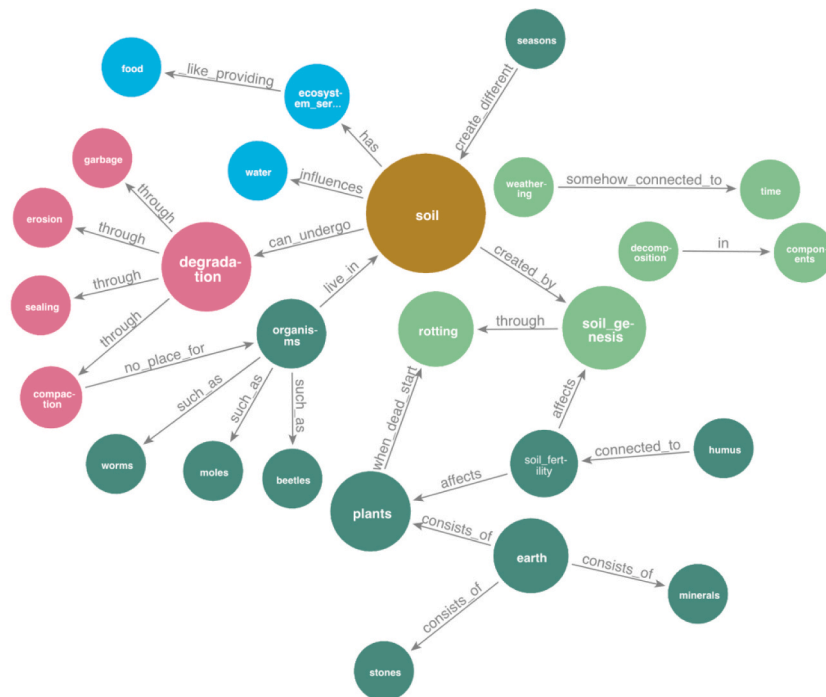 seasons
food
_like_providing
ecosyst-
em_ser...
create_different
has
garbage
water
influences
soil
weather-
ing
somehow_connected_to
time
through
erosion
through
can_undergo
degrada-
tion
decomp-
osition
in
compon-
ents
created_by
sealing
through
live_in
through
organis-
ms
rotting
through
soil_ge-
nesis
no_place_for
compac-
tion
such_as
such_as
such_as
when_dead_start
affects
worms
moles
beetles
soil_fert-
ility
connected_to
humus
affects
plants
consists_of
earth
consists_of
minerals
consists_of
stones